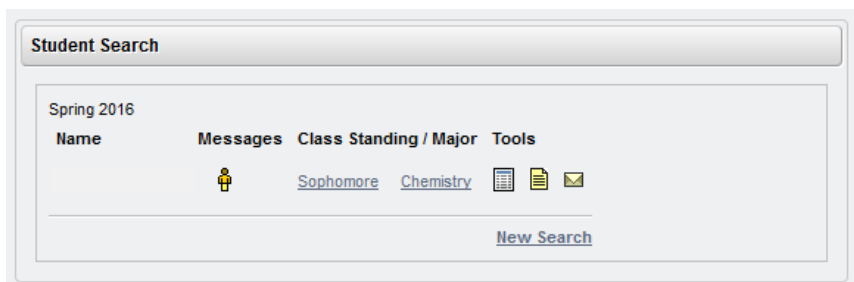 Student Search
Spring 2016
Name Messages Class Standing / Major Tools
Sophomore Chemistry
New Search